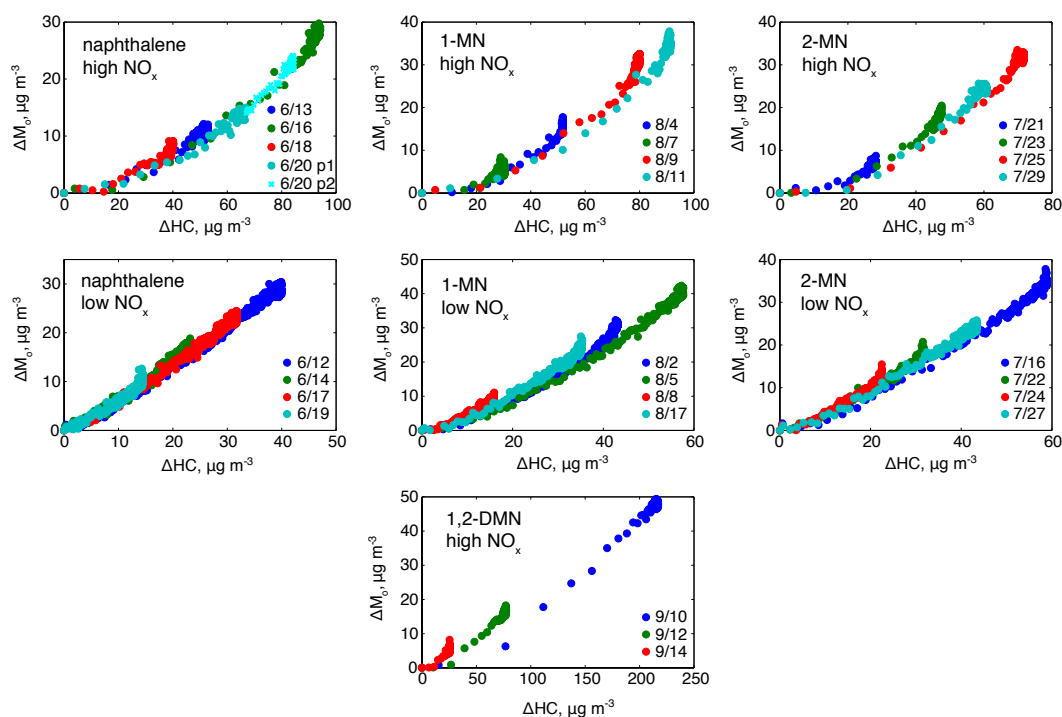 30
20
10
0
ΔMₒ, µg m⁻³
naphthalene
high NOₓ
6/13
6/16
6/18
6/20 p1
6/20 p2
0 20 40 60 80 100
ΔHC, µg m⁻³
40
30
20
10
0
ΔMₒ, µg m⁻³
1-MN
high NOₓ
8/4
8/7
8/9
8/11
0 20 40 60 80 100
ΔHC, µg m⁻³
40
30
20
10
0
ΔMₒ, µg m⁻³
2-MN
high NOₓ
7/21
7/23
7/25
7/29
0 20 40 60 80
ΔHC, µg m⁻³
40
30
20
10
0
ΔMₒ, µg m⁻³
naphthalene
low NOₓ
6/12
6/14
6/17
6/19
0 10 20 30 40 50
ΔHC, µg m⁻³
50
40
30
20
10
0
ΔMₒ, µg m⁻³
1-MN
low NOₓ
8/2
8/5
8/8
8/17
0 20 40 60
ΔHC, µg m⁻³
40
30
20
10
0
ΔMₒ, µg m⁻³
2-MN
low NOₓ
7/16
7/22
7/24
7/27
0 20 40 60
ΔHC, µg m⁻³
50
40
30
20
10
0
ΔMₒ, µg m⁻³
1,2-DMN
high NOₓ
9/10
9/12
9/14
0 50 100 150 200 250
ΔHC, µg m⁻³